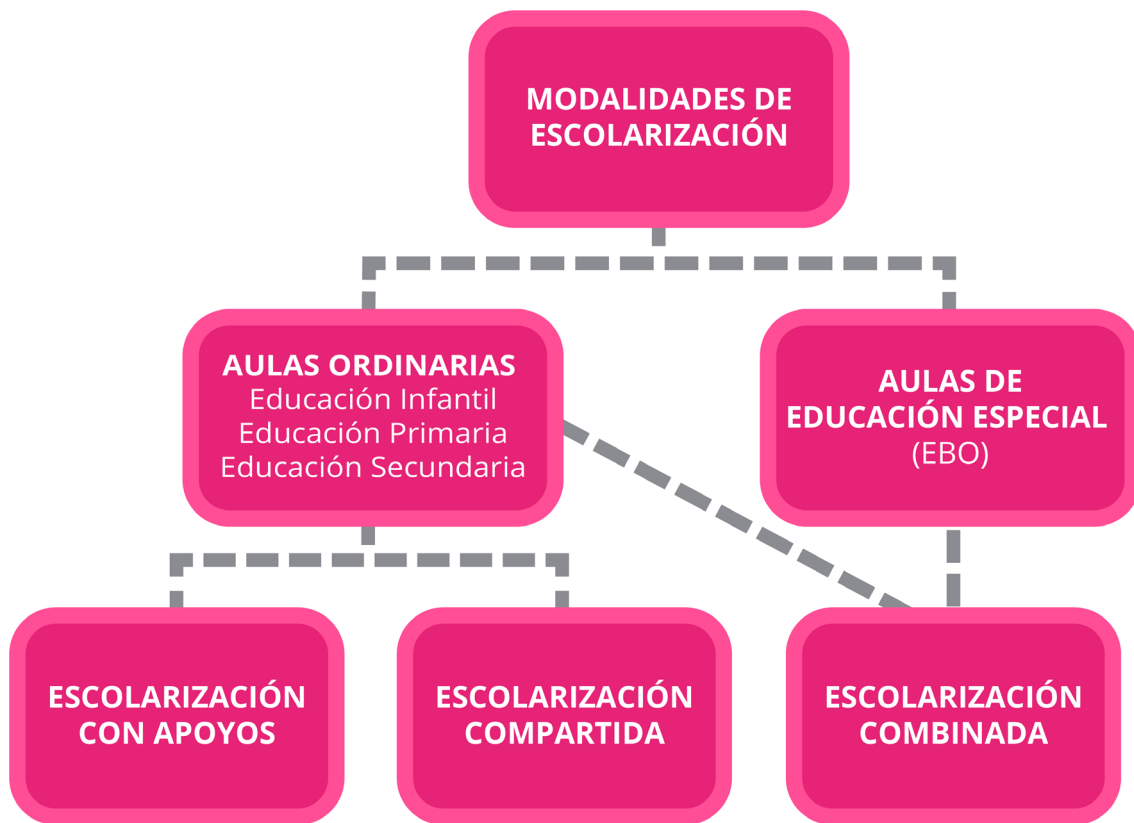 MODALIDADES DE
ESCOLARIZACIÓN
AULAS ORDINARIAS
Educación Infantil
Educación Primaria
Educación Secundaria
AULAS DE
EDUCACIÓN ESPECIAL
(EBO)
ESCOLARIZACIÓN
CON APOYOS
ESCOLARIZACIÓN
COMPARTIDA
ESCOLARIZACIÓN
COMBINADA